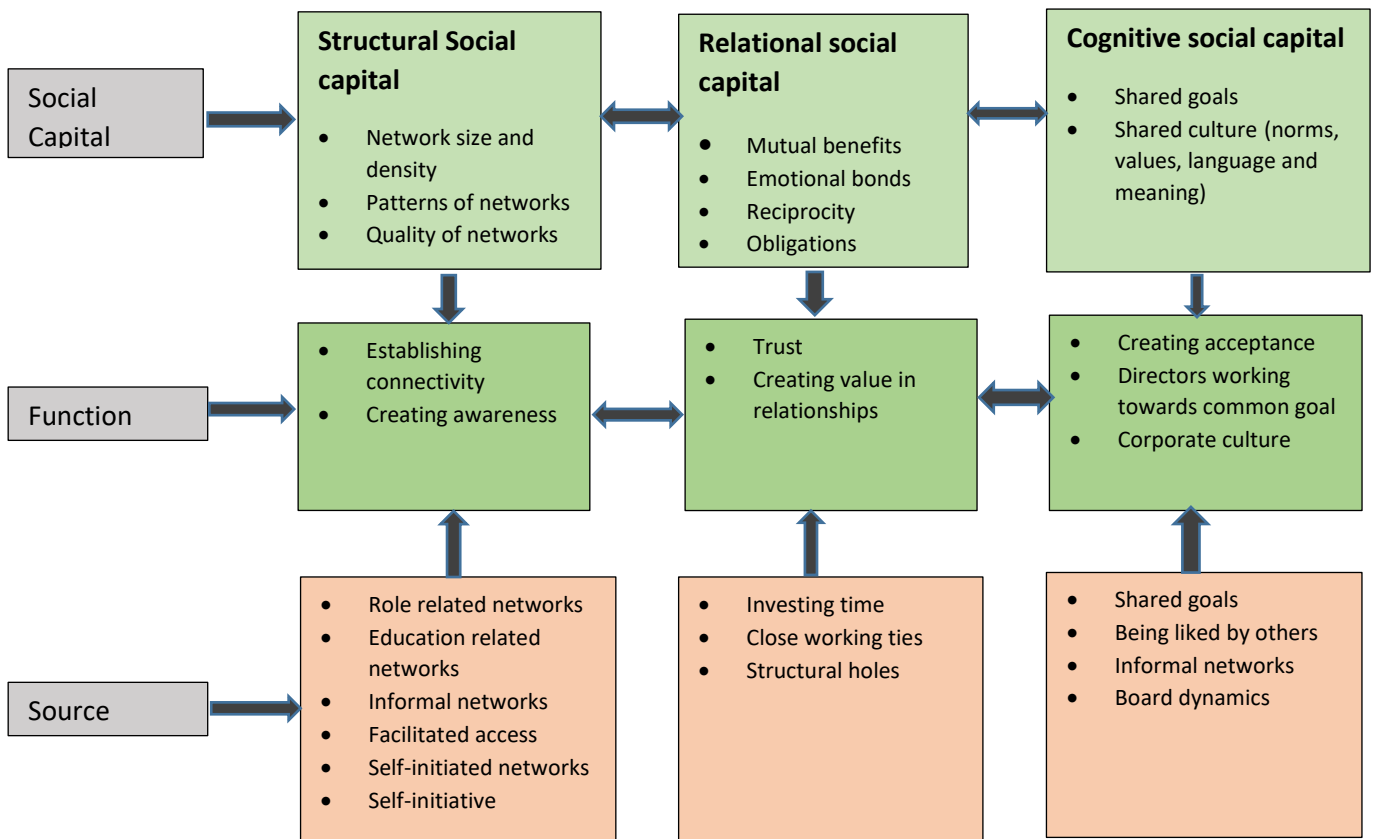 Social
Capital
Structural Social
capital
• Network size and
density
• Patterns of networks
• Quality of networks
Relational social
capital
• Mutual benefits
• Emotional bonds
• Reciprocity
• Obligations
Cognitive social capital
• Shared goals
• Shared culture (norms,
values, language and
meaning)
Function
• Establishing
connectivity
• Creating awareness
• Trust
• Creating value in
relationships
• Creating acceptance
• Directors working
towards common goal
• Corporate culture
Source
• Role related networks
• Education related
networks
• Informal networks
• Facilitated access
• Self-initiated networks
• Self-initiative
• Investing time
• Close working ties
• Structural holes
• Shared goals
• Being liked by others
• Informal networks
• Board dynamics